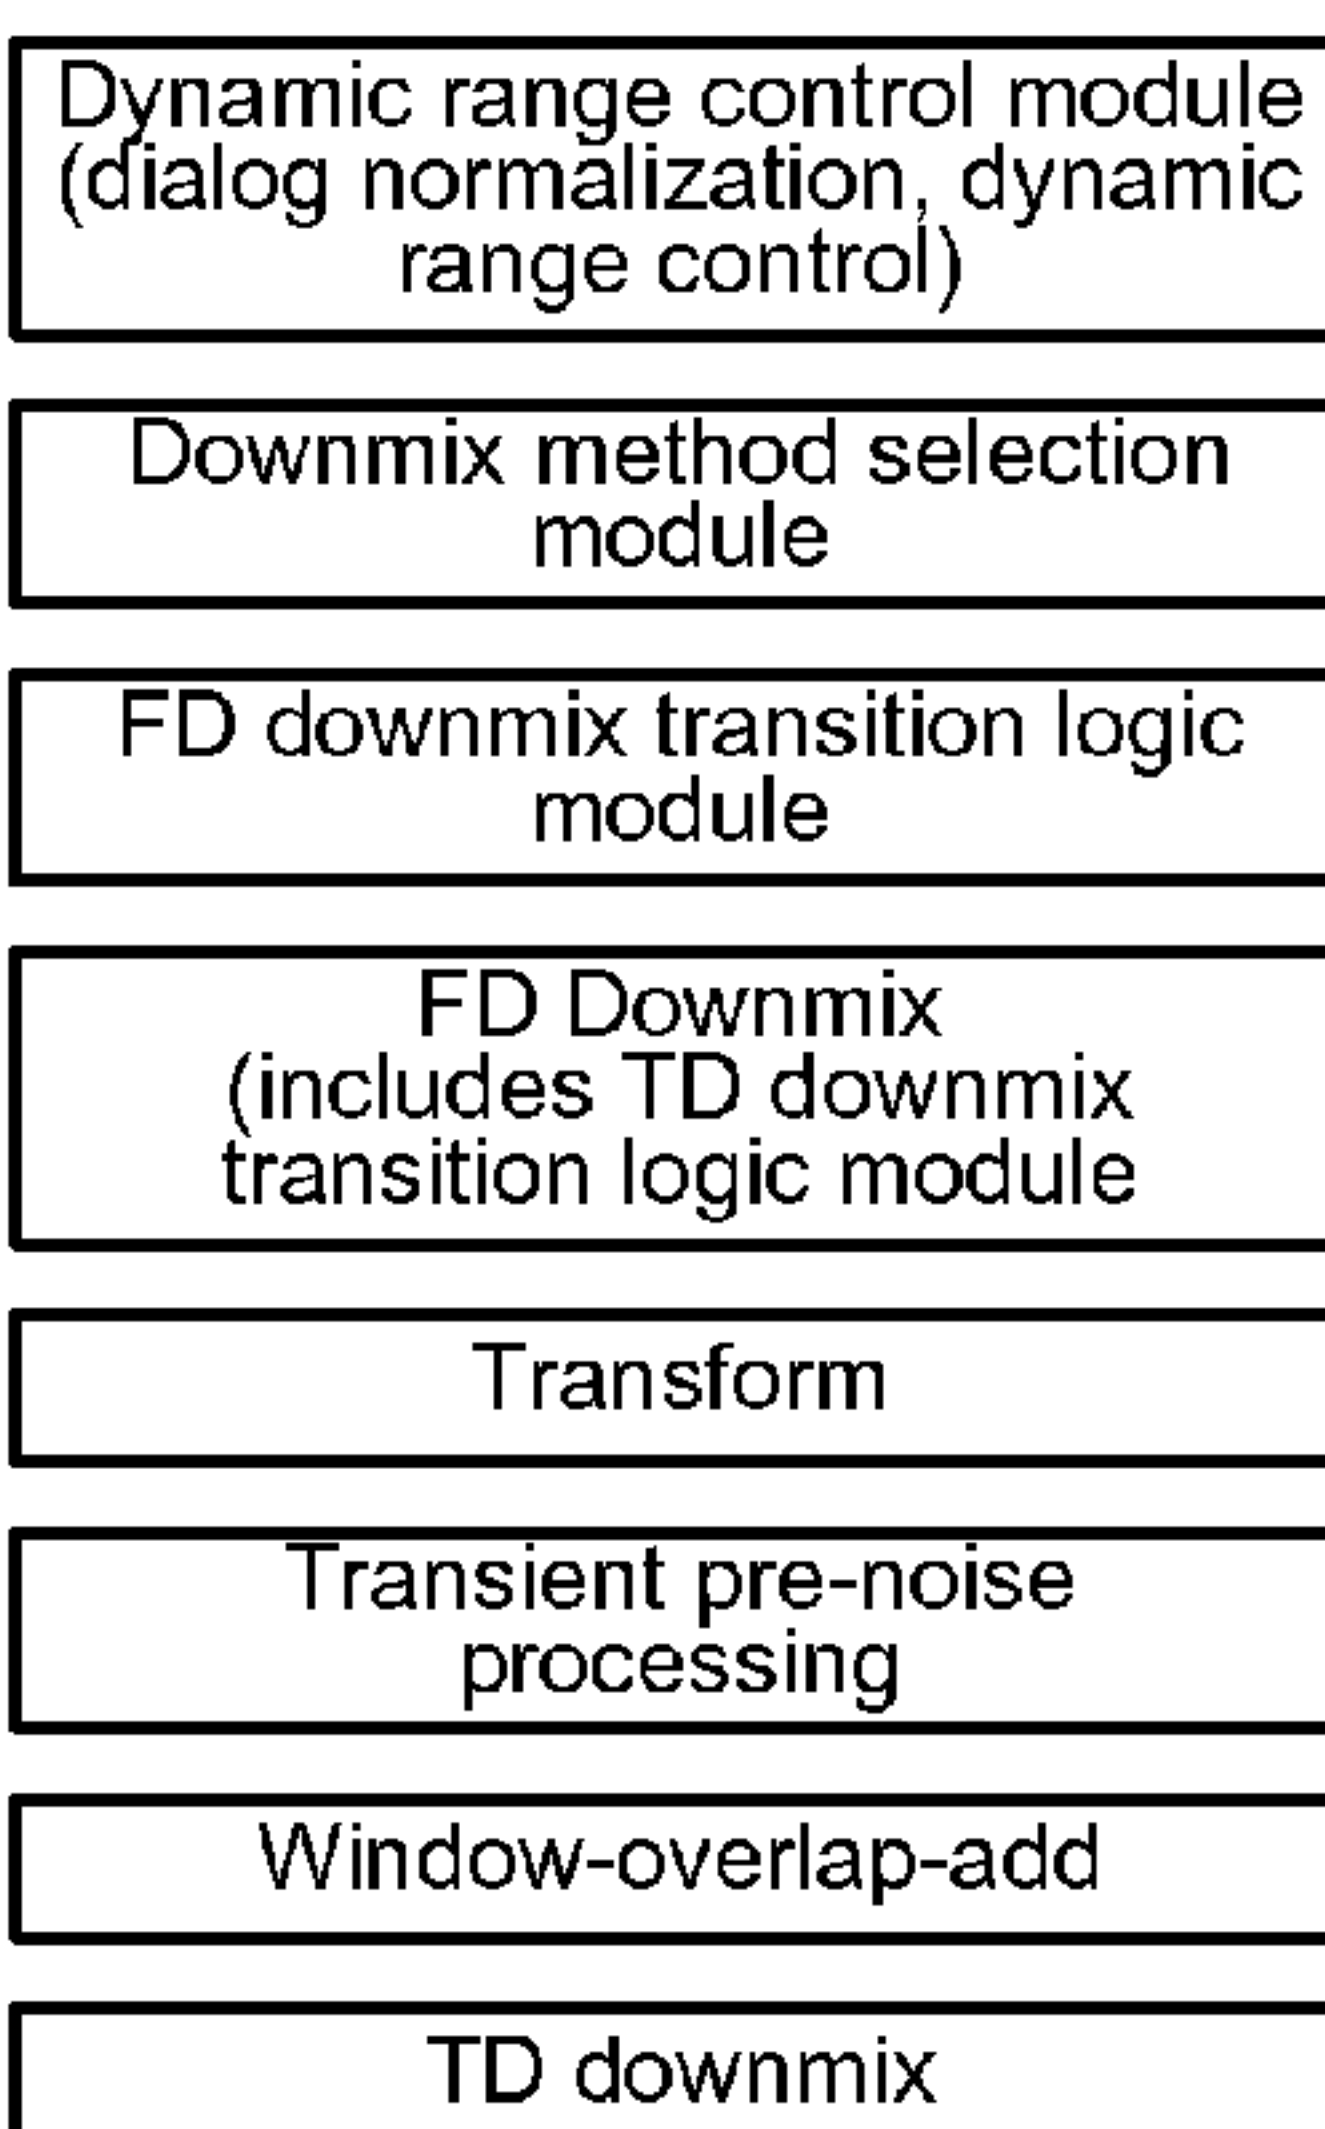 Dynamic range control module
(dialog normalization, dynamic
range control)
Downmix method selection
module
FD downmix transition logic
module
FD Downmix
(includes TD downmix
transition logic module
Transform
Transient pre-noise
processing
Window-overlap-add
TD downmix